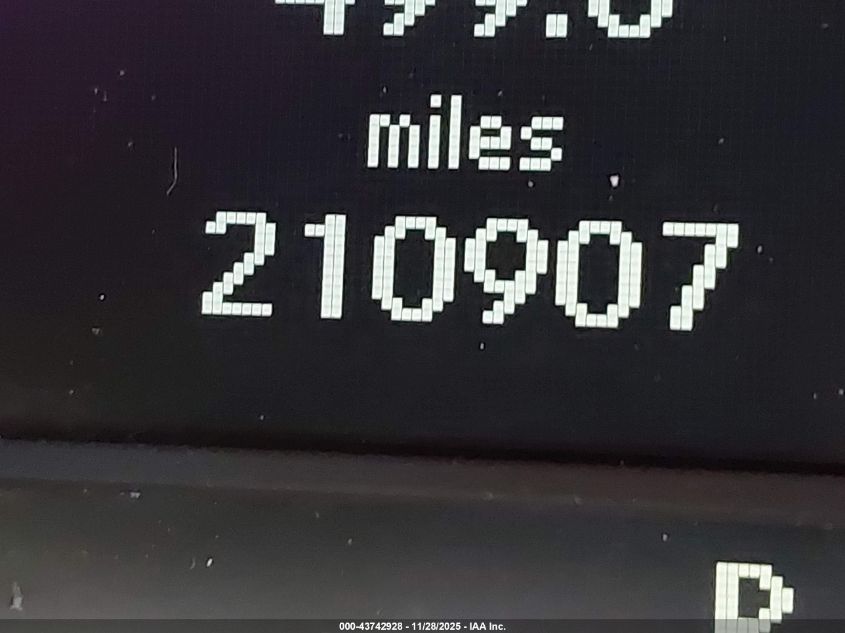 miles
210907
P
000-43742928 - 11/28/2025 - IAA Inc.